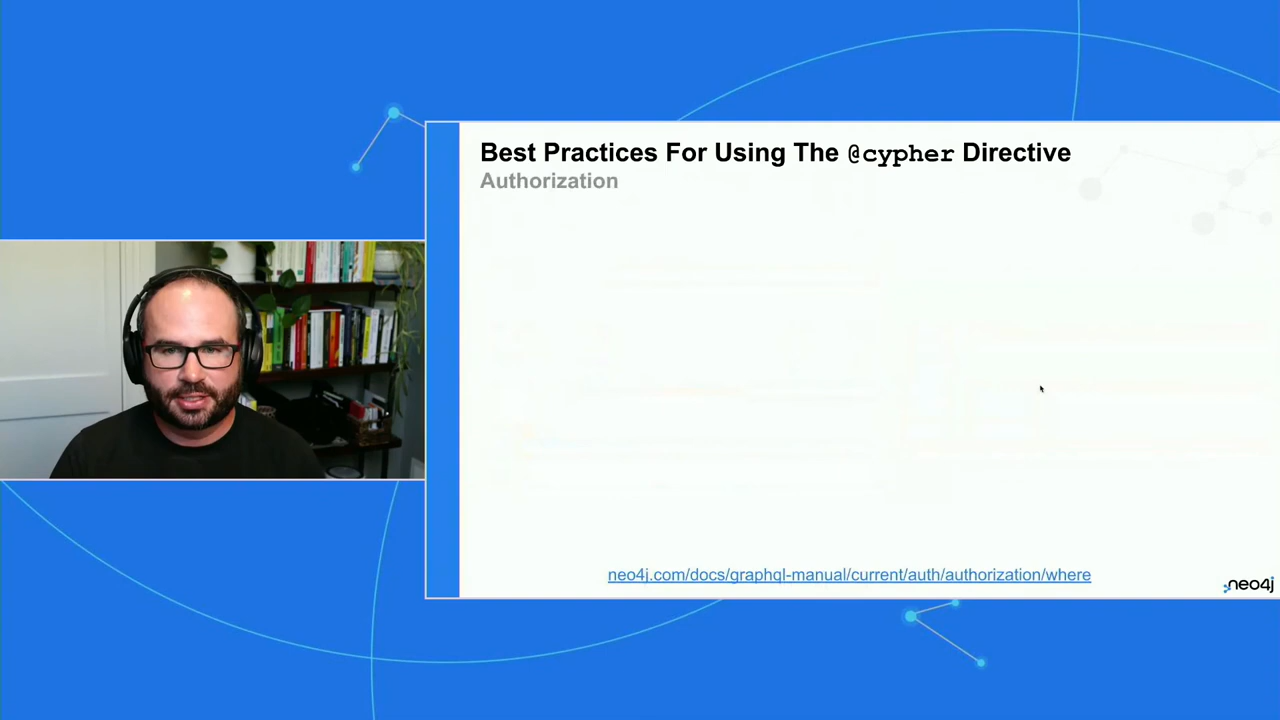 Best Practices For Using The @cypher Directive
Authorization
neo4j.com/docs/graphql-manual/current/auth/authorization/where
neo4j